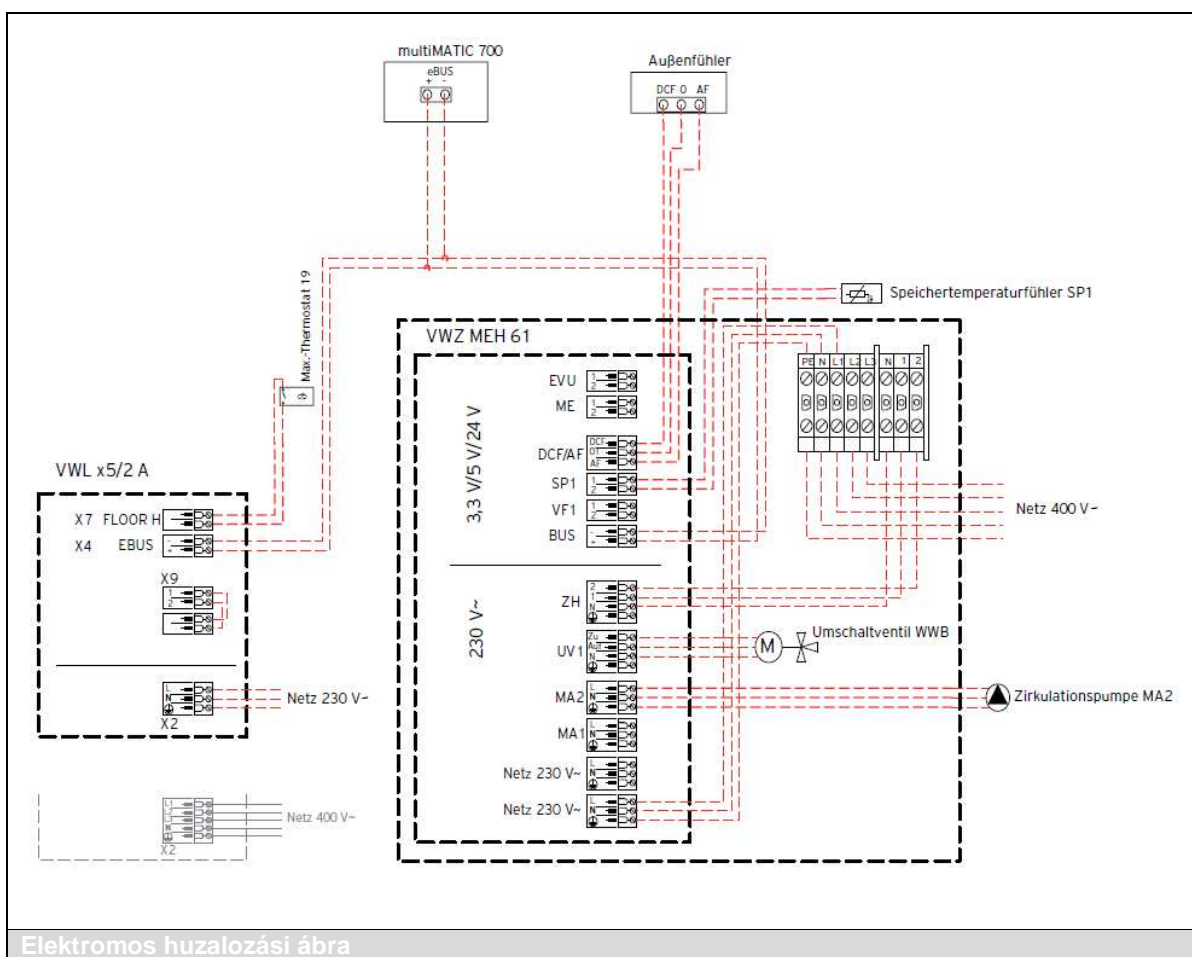 multiMATIC 700
eBUS
+ -
Außenfühler
DCF 0 AF
Max.-Thermostat 19
Speichertemperaturfühler SP1
VWZ MEH 61
PE N L1 L2 L3 N 1 2
Netz 400 V~
3,3 V/5 V/24 V
EVU
1
2
ME
1
2
DCF/AF
DCF
OT
AF
SP1
1
2
VF1
1
2
BUS
-
+
230 V~
ZH
2
1
N
UV1
Zu
Auf
N
M
Umschaltventil WWB
MA2
L
N
Zirkulationspumpe MA2
MA1
L
N
Netz 230 V~
L
N
Netz 230 V~
L
N
VWL x5/2 A
X7 FLOOR H
X4 EBUS
-
+
X9
1
2
L
N
X2
Netz 230 V~
L1
N
X2
Netz 400 V~
Elektromos huzalozási ábra